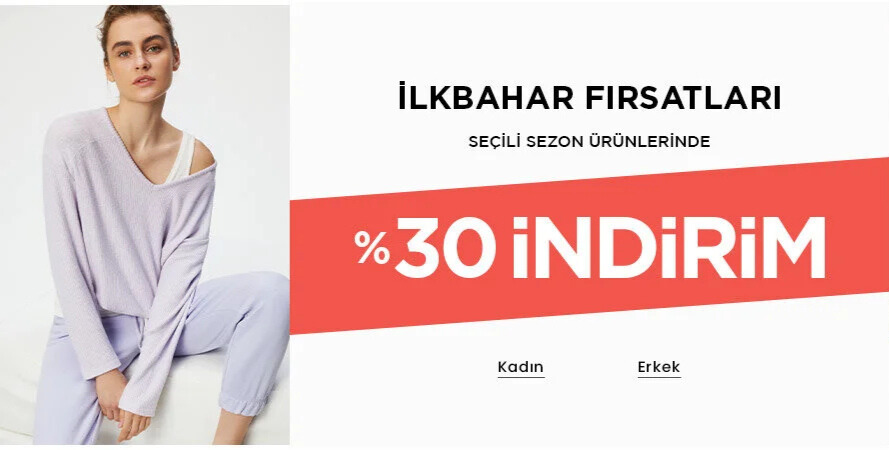 İLKBAHAR FIRSATLARI
SEÇİLİ SEZON ÜRÜNLERİNDE
%30 İNDİRİM
Kadın
Erkek